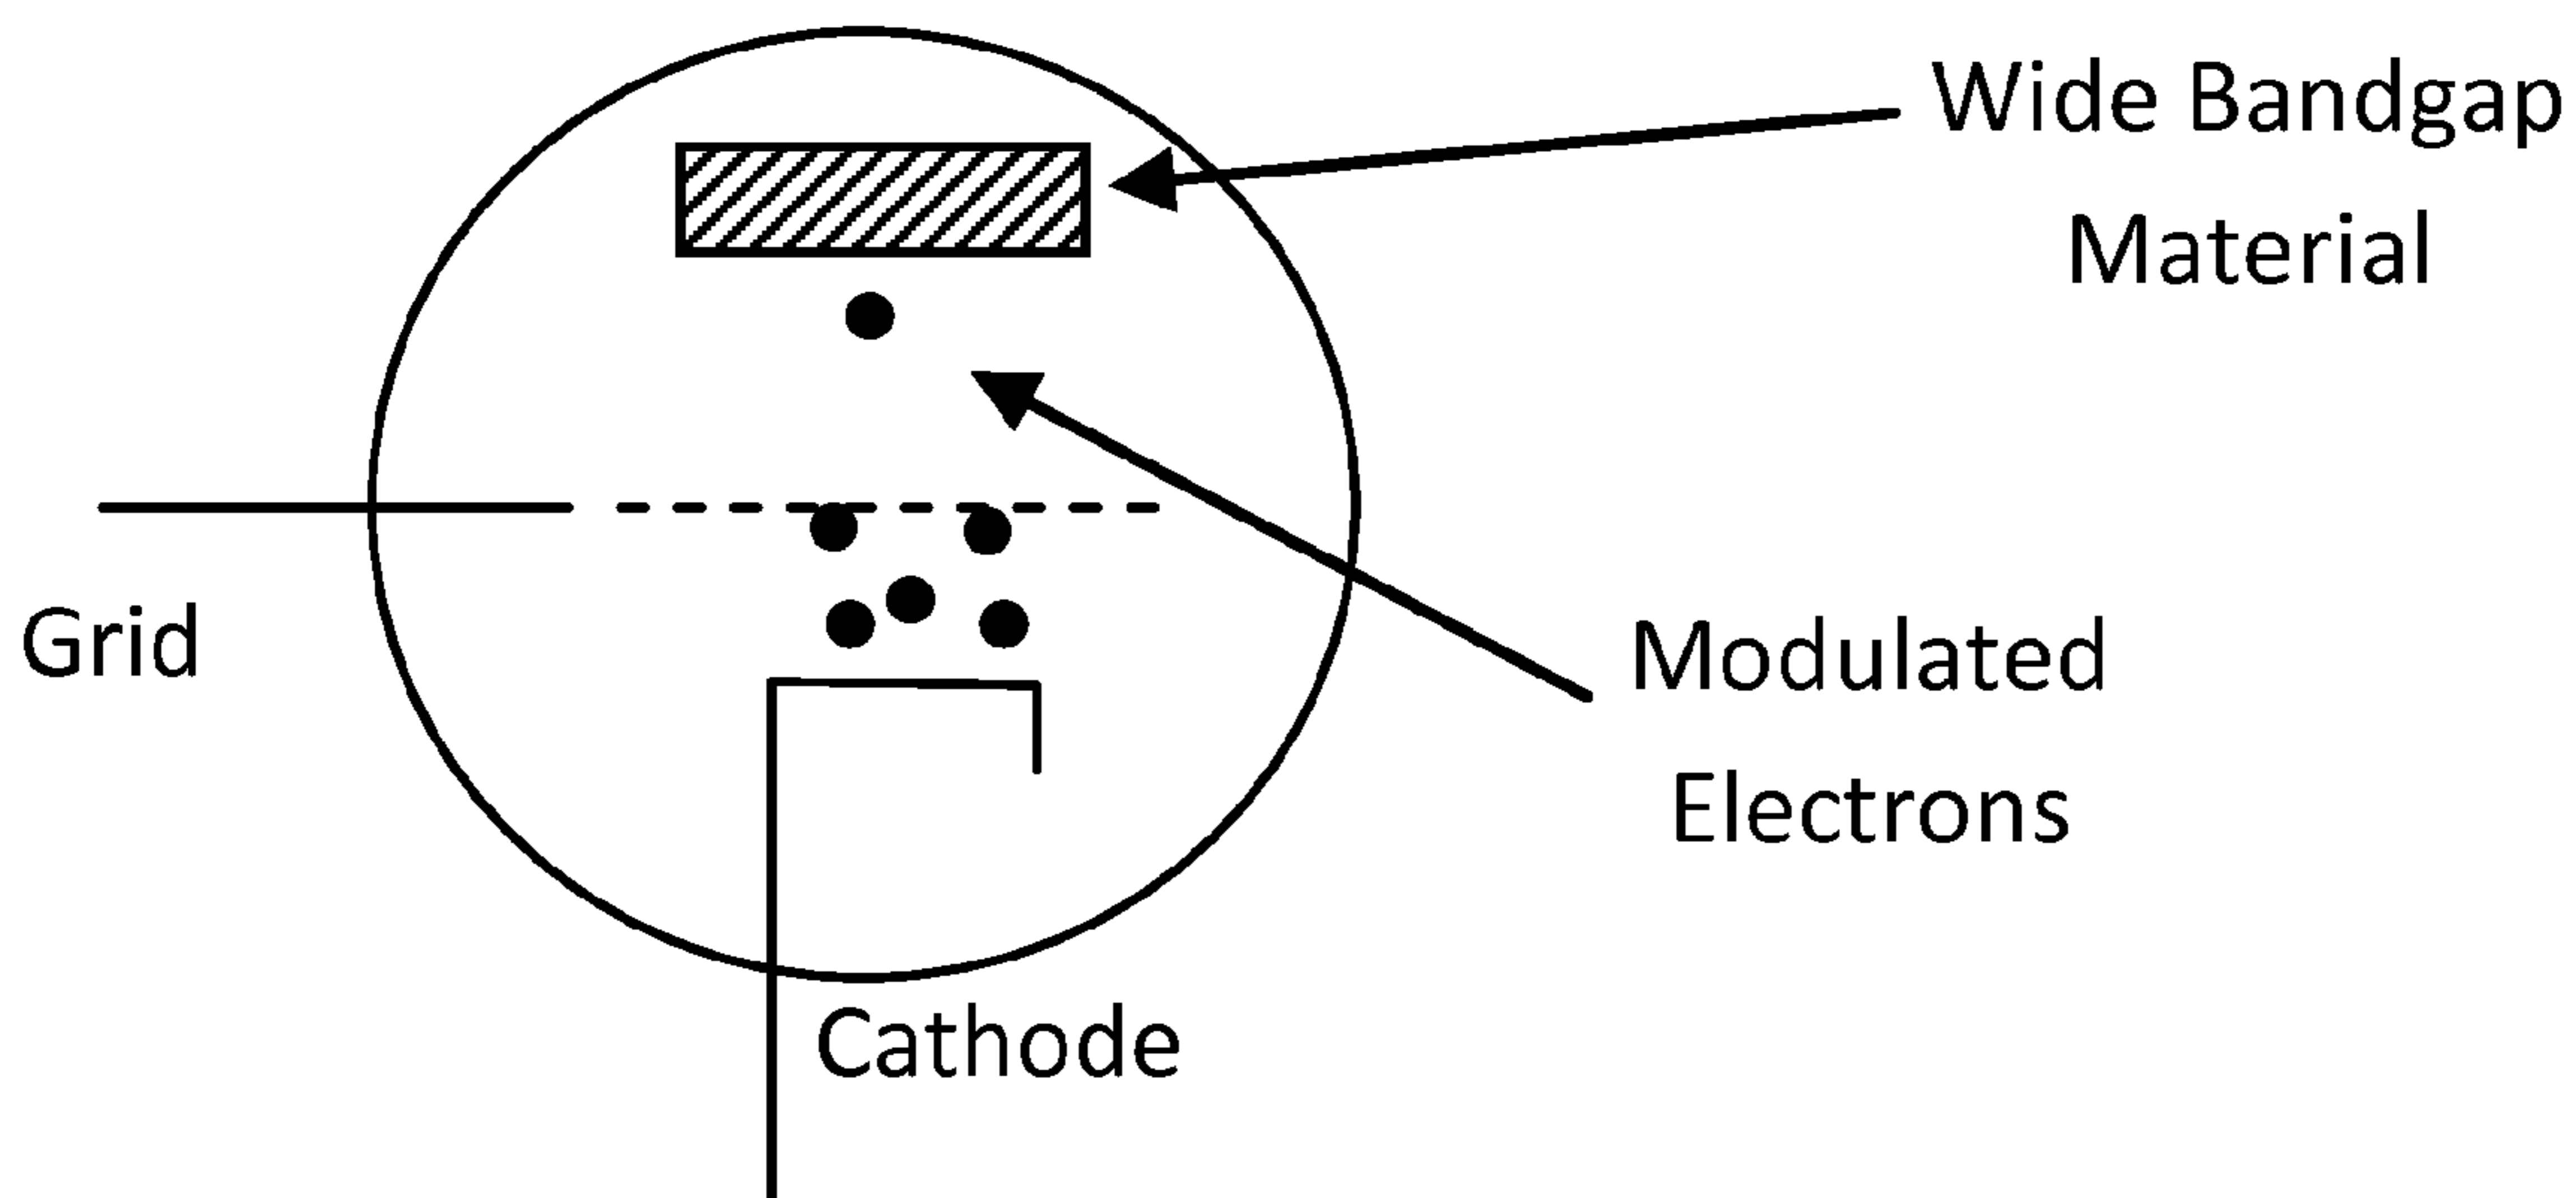 Wide Bandgap
Material
Grid
Modulated
Electrons
Cathode